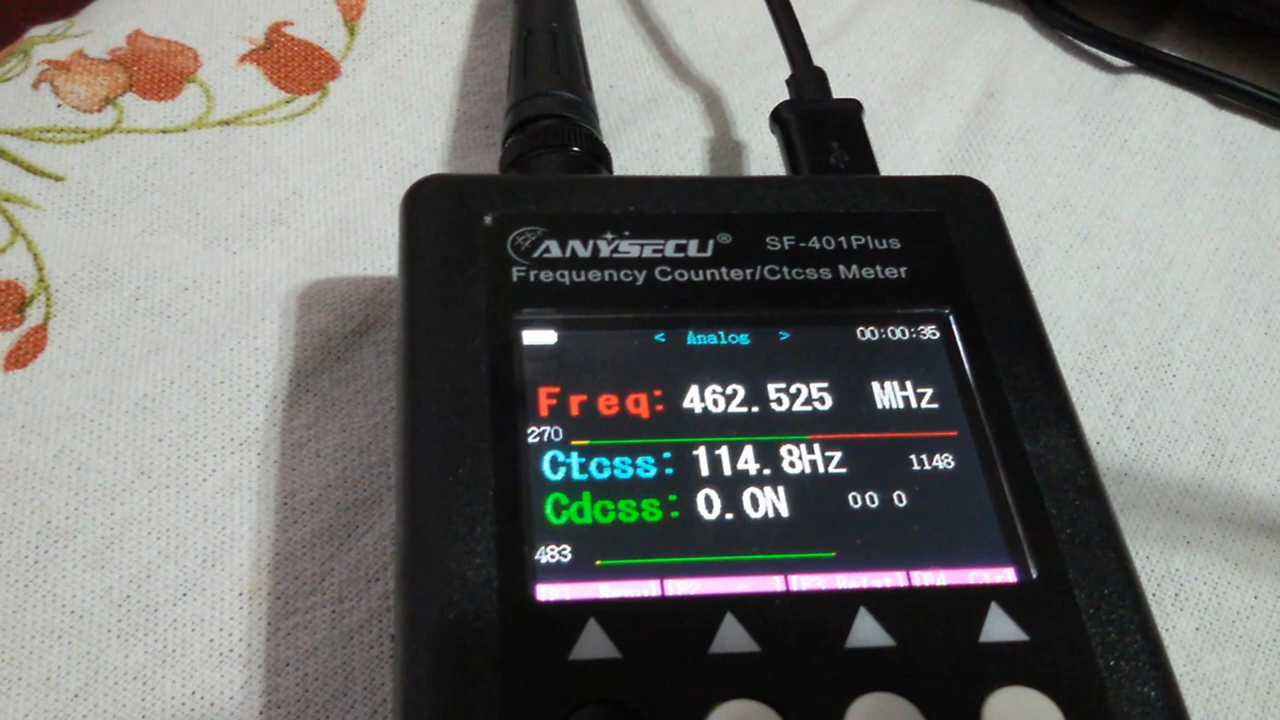 ANYSECU® SF-401Plus
Frequency Counter/Ctcss Meter
< Analog > 00:00:35
Freq: 462.525 MHz
270
Ctcss: 114.8Hz 1148
Cdcss: 0.0N 00 0
483